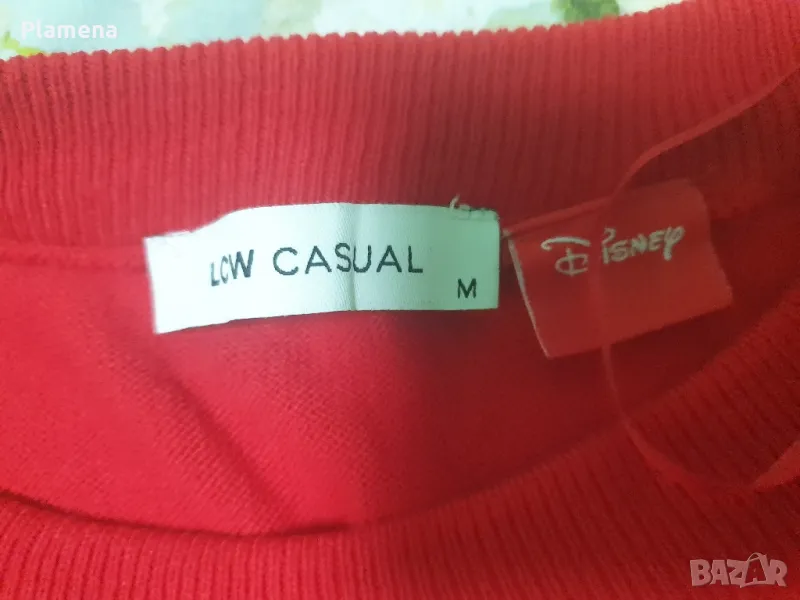 Plamena
LCW CASUAL
M
DISNEY
BAZAR